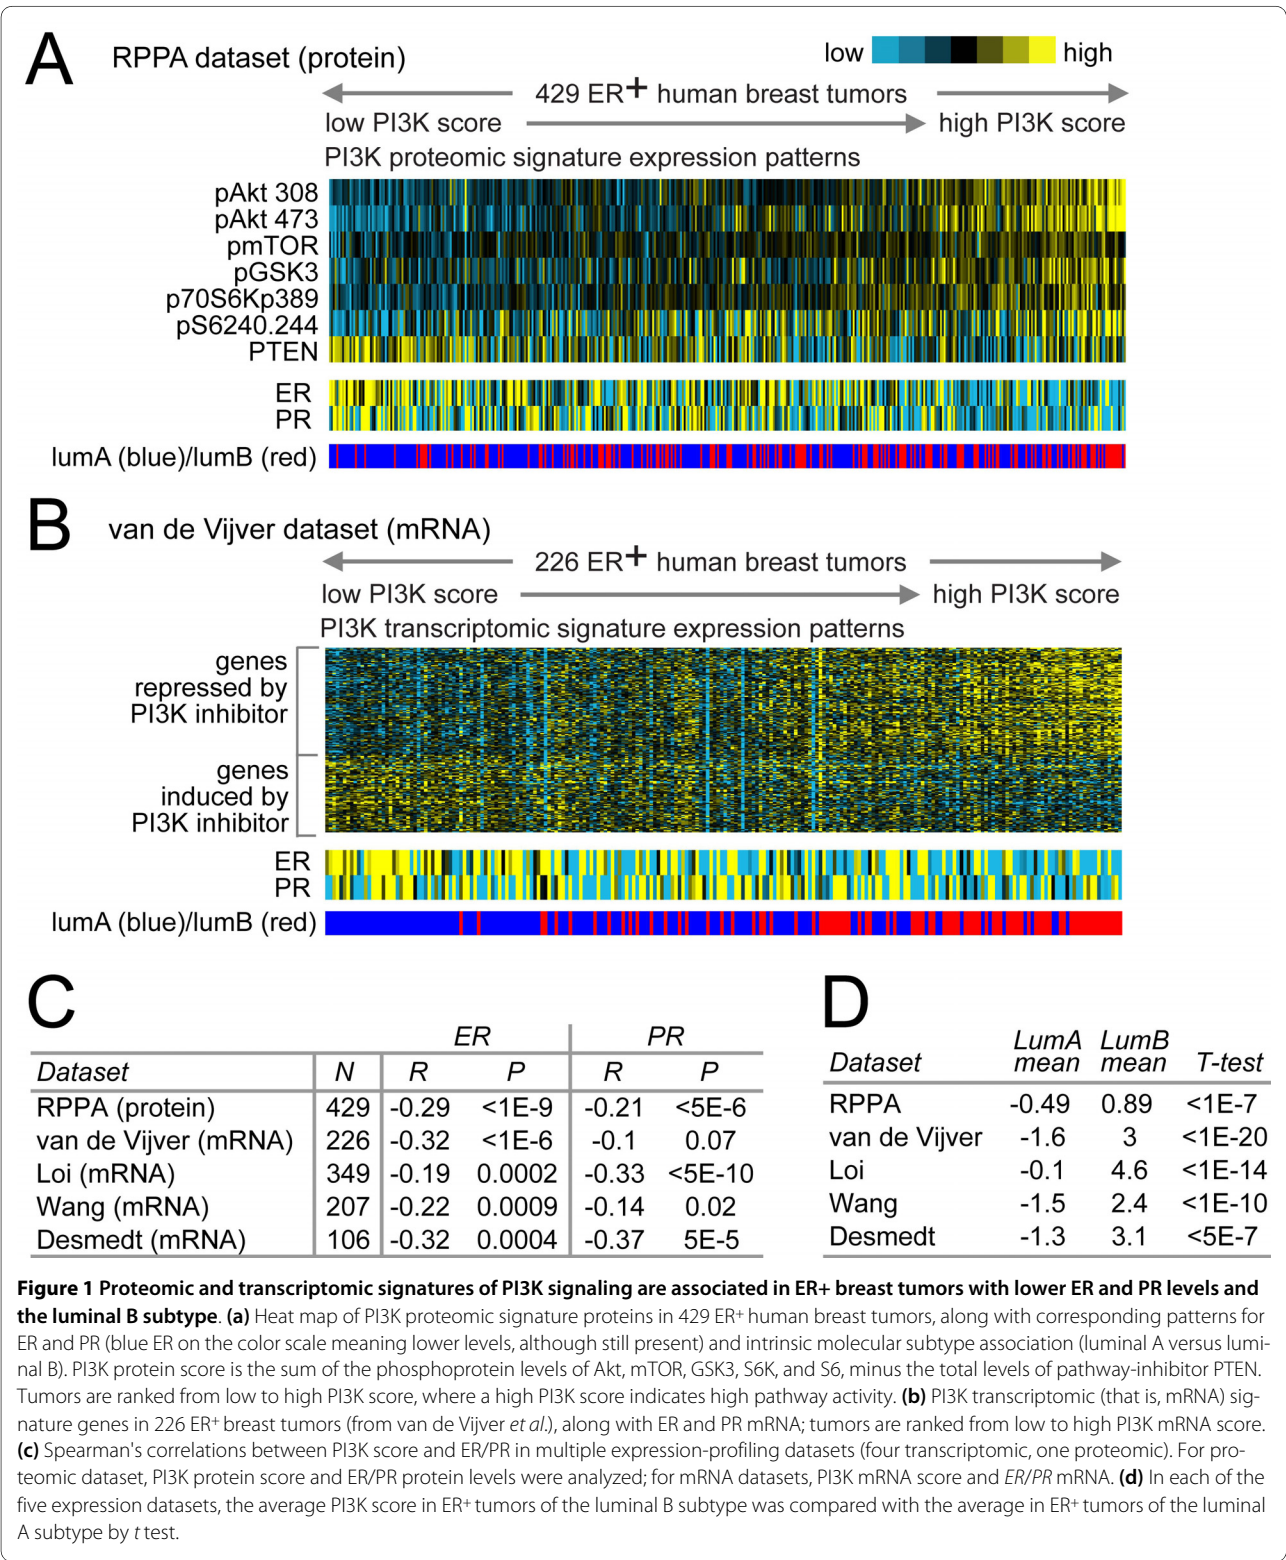 A
RPPA dataset (protein)
low high
429 ER+ human breast tumors
low PI3K score high PI3K score
PI3K proteomic signature expression patterns
pAkt 308
pAkt 473
pmTOR
pGSK3
p70S6Kp389
pS6240.244
PTEN
ER
PR
lumA (blue)/lumB (red)
B
van de Vijver dataset (mRNA)
226 ER+ human breast tumors
low PI3K score high PI3K score
PI3K transcriptomic signature expression patterns
genes
repressed by
PI3K inhibitor
genes
induced by
PI3K inhibitor
ER
PR
lumA (blue)/lumB (red)
C
ER PR
Dataset N R P R P
RPPA (protein) 429 -0.29 <1E-9 -0.21 <5E-6
van de Vijver (mRNA) 226 -0.32 <1E-6 -0.1 0.07
Loi (mRNA) 349 -0.19 0.0002 -0.33 <5E-10
Wang (mRNA) 207 -0.22 0.0009 -0.14 0.02
Desmedt (mRNA) 106 -0.32 0.0004 -0.37 5E-5
D
LumA LumB
Dataset mean mean T-test
RPPA -0.49 0.89 <1E-7
van de Vijver -1.6 3 <1E-20
Loi -0.1 4.6 <1E-14
Wang -1.5 2.4 <1E-10
Desmedt -1.3 3.1 <5E-7
Figure 1 Proteomic and transcriptomic signatures of PI3K signaling are associated in ER+ breast tumors with lower ER and PR levels and
the luminal B subtype. (a) Heat map of PI3K proteomic signature proteins in 429 ER+ human breast tumors, along with corresponding patterns for
ER and PR (blue ER on the color scale meaning lower levels, although still present) and intrinsic molecular subtype association (luminal A versus lumi-
nal B). PI3K protein score is the sum of the phosphoprotein levels of Akt, mTOR, GSK3, S6K, and S6, minus the total levels of pathway-inhibitor PTEN.
Tumors are ranked from low to high PI3K score, where a high PI3K score indicates high pathway activity. (b) PI3K transcriptomic (that is, mRNA) sig-
nature genes in 226 ER+ breast tumors (from van de Vijver et al.), along with ER and PR mRNA; tumors are ranked from low to high PI3K mRNA score.
(c) Spearman's correlations between PI3K score and ER/PR in multiple expression-profiling datasets (four transcriptomic, one proteomic). For pro-
teomic dataset, PI3K protein score and ER/PR protein levels were analyzed; for mRNA datasets, PI3K mRNA score and ER/PR mRNA. (d) In each of the
five expression datasets, the average PI3K score in ER+ tumors of the luminal B subtype was compared with the average in ER+ tumors of the luminal
A subtype by t test.